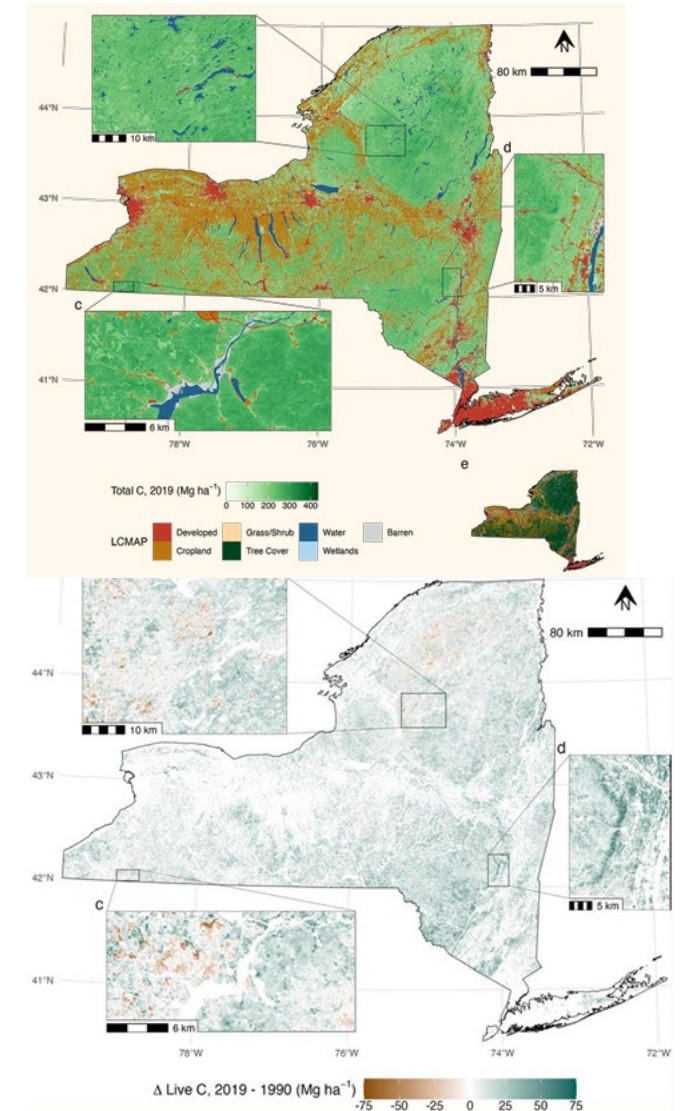 N
80 km
44°N
10 km
d
43°N
5 km
42°N
c
41°N
6 km
78°W
76°W
74°W
72°W
e
Total C, 2019 (Mg ha⁻¹)
0 100 200 300 400
LCMAP
Developed Grass/Shrub Water Barren
Cropland Tree Cover Wetlands
N
80 km
44°N
10 km
d
43°N
5 km
42°N
c
41°N
6 km
78°W
76°W
74°W
72°W
Δ Live C, 2019 - 1990 (Mg ha⁻¹)
-75 -50 -25 0 25 50 75